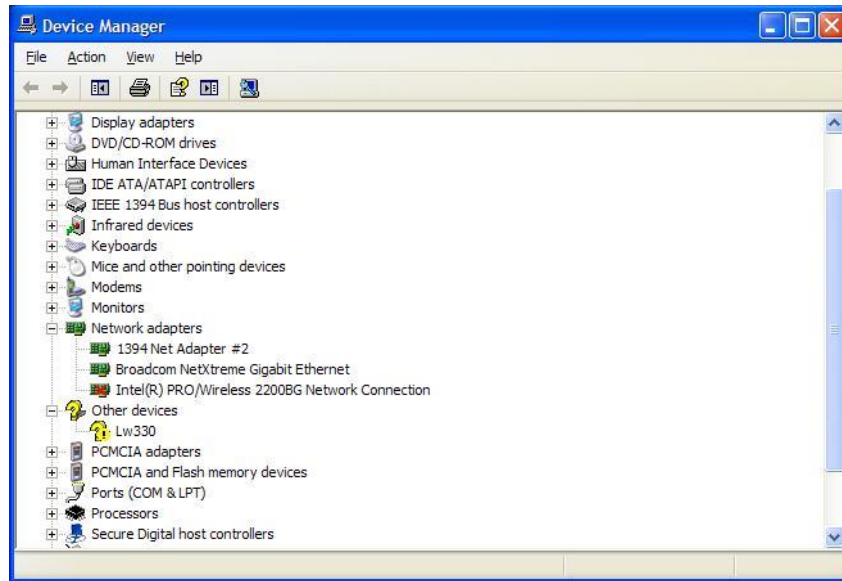 Device Manager
File Action View Help
Display adapters
DVD/CD-ROM drives
Human Interface Devices
IDE ATA/ATAPI controllers
IEEE 1394 Bus host controllers
Infrared devices
Keyboards
Mice and other pointing devices
Modems
Monitors
Network adapters
1394 Net Adapter #2
Broadcom NetXtreme Gigabit Ethernet
Intel(R) PRO/Wireless 2200BG Network Connection
Other devices
Lw330
PCMCIA adapters
PCMCIA and Flash memory devices
Ports (COM & LPT)
Processors
Secure Digital host controllers